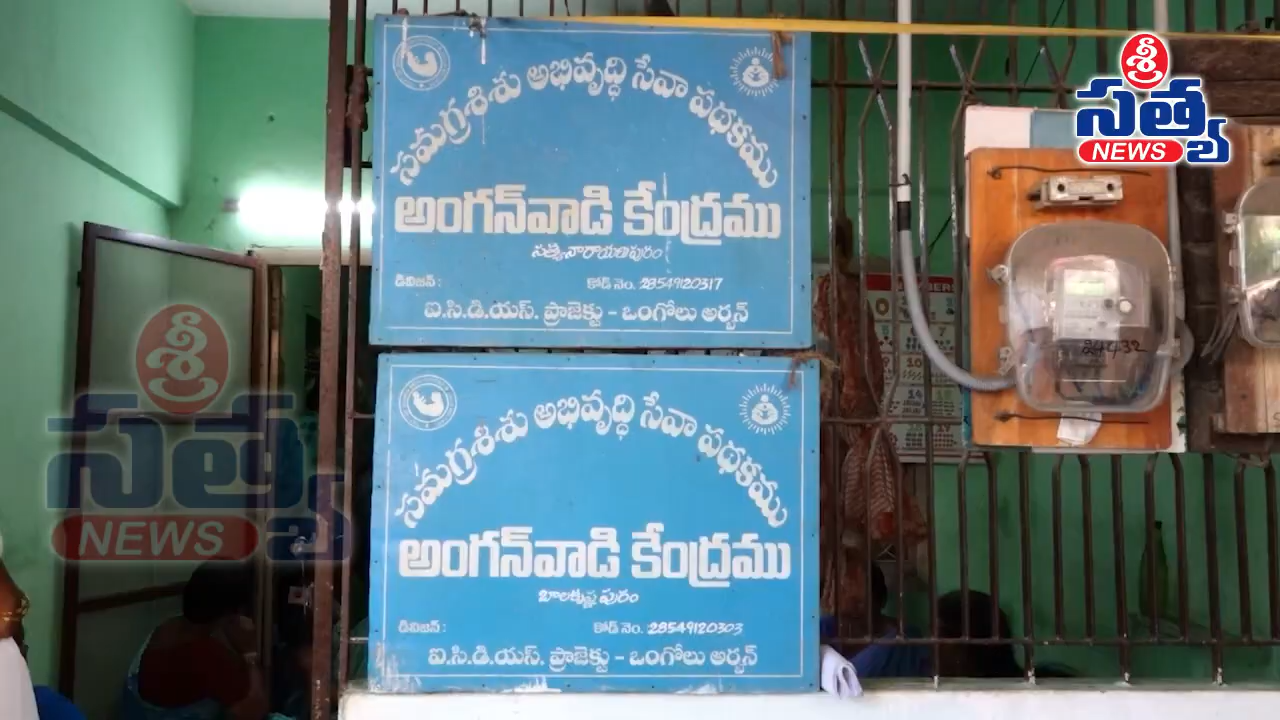 సమగ్రశిశు అభివృద్ధి సేవా పథకము
అంగన్‌వాడి కేంద్రము
సత్యనారాయణపురం
డివిజన్ : కోడ్ నెం. 28549120317
ఐ.సి.డి.యస్. ప్రాజెక్టు - ఒంగోలు అర్బన్
సమగ్రశిశు అభివృద్ధి సేవా పథకము
అంగన్‌వాడి కేంద్రము
బాలకృష్ణ పురం
డివిజన్ : కోడ్ నెం. 28549120303
ఐ.సి.డి.యస్. ప్రాజెక్టు - ఒంగోలు అర్బన్
శ్రీ
సత్య
NEWS
24432
శ్రీ
సత్య
NEWS